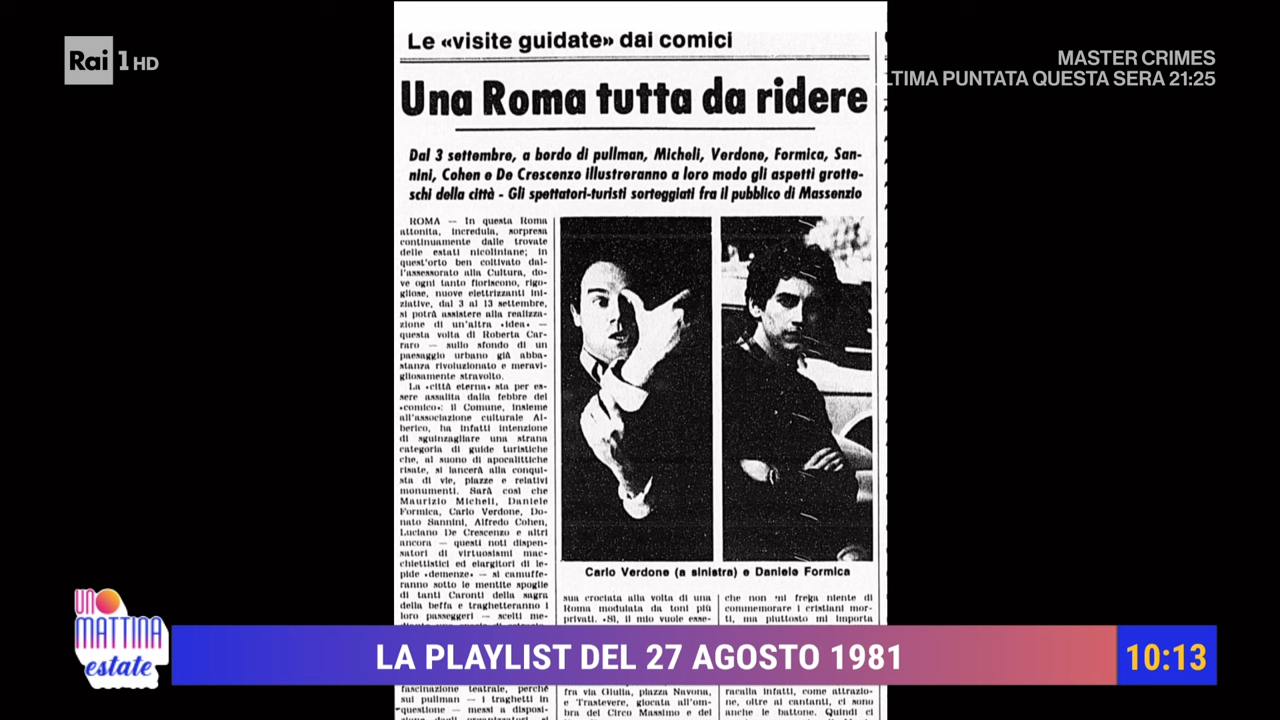 Rai 1 HD
MASTER CRIMES
LTIMA PUNTATA QUESTA SERA 21:25
Le «visite guidate» dai comici
Una Roma tutta da ridere
Dal 3 settembre, a bordo di pullman, Micheli, Verdone, Formica, San-
nini, Cohen e De Crescenzo illustreranno a loro modo gli aspetti grotte-
schi della città - Gli spettatori-turisti sorteggiati fra il pubblico di Massenzio
ROMA — In questa Roma
attonita, incredula, sorpresa
continuamente dalle trovate
delle estati nicoliniane; in
quest'orto ben coltivato dal-
l'assessorato alla Cultura, do-
ve ogni tanto fioriscono, rigo-
gliose, nuove elettrizzanti ini-
ziative, dal 3 al 13 settembre,
si potrà assistere alla realizza-
zione di un'altra «idea» —
questa volta di Roberta Car-
raro — sullo sfondo di un
paesaggio urbano già abba-
stanza rivoluzionato e meravi-
gliosamente stravolto.
La «città eterna» sta per es-
sere assalita dalla febbre del
«comico»: il Comune, insieme
all'associazione culturale Al-
berico, ha infatti intenzione
di sguinzagliare una strana
categoria di guide turistiche
che, al suono di apocalittiche
risate, si lancerà alla conqui-
sta di vie, piazze e relativi
monumenti. Sarà così che
Maurizio Micheli, Daniele
Formica, Carlo Verdone, Do-
nato Sannini, Alfredo Cohen,
Luciano De Crescenzo e altri
ancora — questi noti dispen-
satori di virtuosismi mac-
chiettistici ed elargitori di le-
pide «demenze» — si camuffe-
ranno sotto le mentite spoglie
di tanti Caronti della sagra
della beffa e traghetteranno i
loro passeggeri — scelti me-
fascinazione teatrale, perché
sui pullman — i traghetti in
questione — messi a disposi-
Carlo Verdone (a sinistra) e Daniele Formica
sua crociata alla volta di una
Roma modulata da toni più
privati. «Sì, il mio vuole esse-
fra via Giulia, piazza Navona,
e Trastevere, giocata all'om-
bra del Circo Massimo e del
che non mi frega niente di
commemorare i cristiani mor-
ti, ma piuttosto mi importa
racalla infatti, come attrazio-
ne, oltre ai cantanti, ci sono
anche le battone. Quindi ci
UNO
MATTINA
estate
LA PLAYLIST DEL 27 AGOSTO 1981
10:13